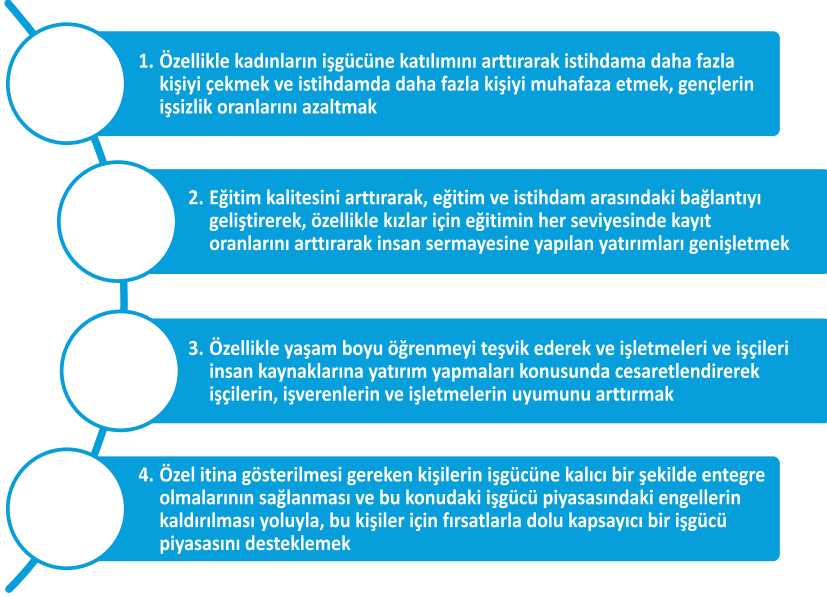 1. Özellikle kadınların işgücüne katılımını arttırarak istihdama daha fazla
kişiyi çekmek ve istihdamda daha fazla kişiyi muhafaza etmek, gençlerin
işsizlik oranlarını azaltmak
2. Eğitim kalitesini arttırarak, eğitim ve istihdam arasındaki bağlantıyı
geliştirerek, özellikle kızlar için eğitimin her seviyesinde kayıt
oranlarını arttırarak insan sermayesine yapılan yatırımları genişletmek
3. Özellikle yaşam boyu öğrenmeyi teşvik ederek ve işletmeleri ve işçileri
insan kaynaklarına yatırım yapmaları konusunda cesaretlendirerek
işçilerin, işverenlerin ve işletmelerin uyumunu arttırmak
4. Özel itina gösterilmesi gereken kişilerin işgücüne kalıcı bir şekilde entegre
olmalarının sağlanması ve bu konudaki işgücü piyasasındaki engellerin
kaldırılması yoluyla, bu kişiler için fırsatlarla dolu kapsayıcı bir işgücü
piyasasını desteklemek